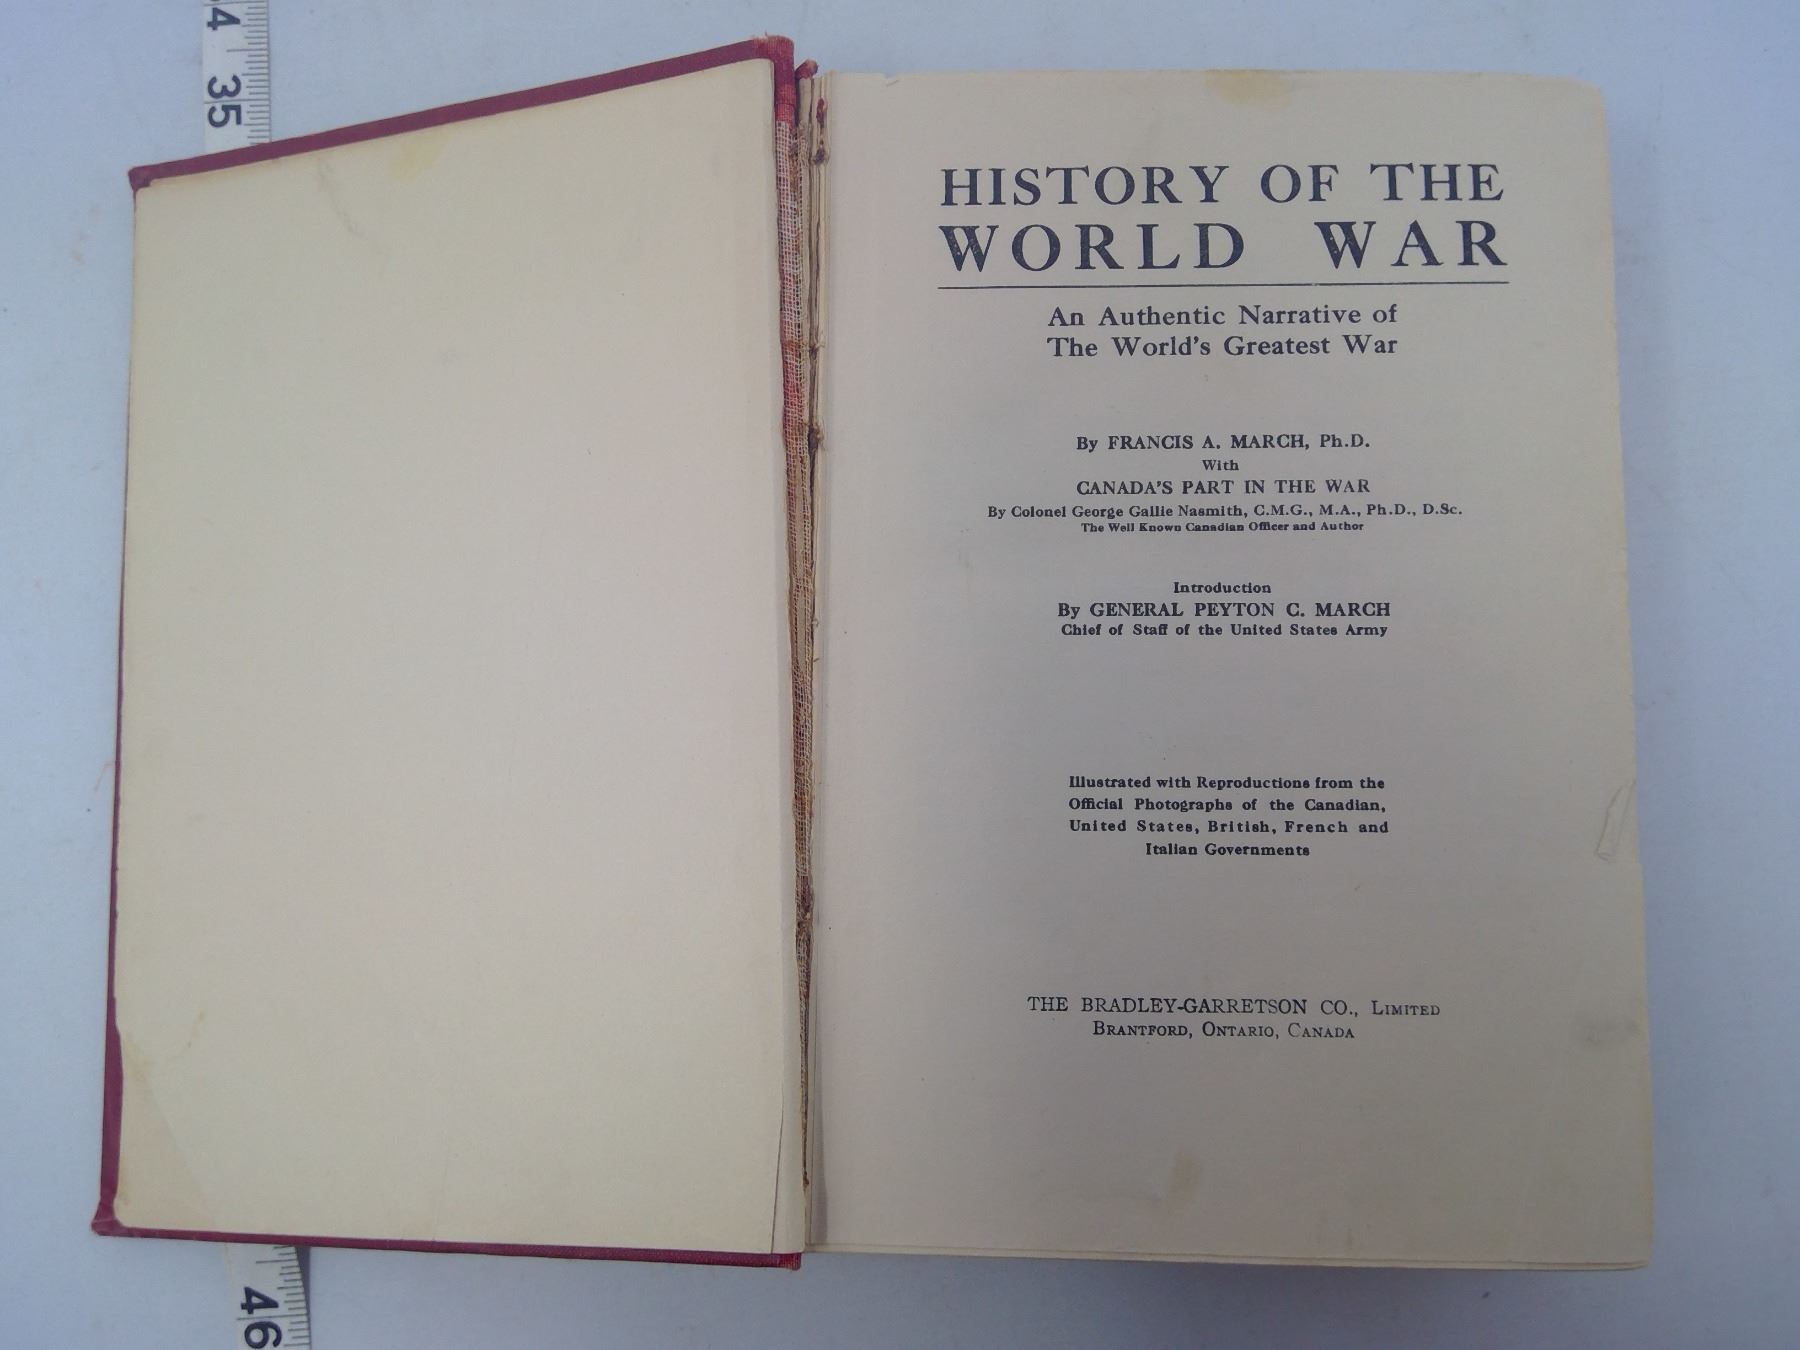 34
35
46
HISTORY OF THE
WORLD WAR
An Authentic Narrative of
The World's Greatest War
By FRANCIS A. MARCH, Ph.D.
With
CANADA'S PART IN THE WAR
By Colonel George Gallie Nasmith, C.M.G., M.A., Ph.D., D.Sc.
The Well Known Canadian Officer and Author
Introduction
By GENERAL PEYTON C. MARCH
Chief of Staff of the United States Army
Illustrated with Reproductions from the
Official Photographs of the Canadian,
United States, British, French and
Italian Governments
THE BRADLEY-GARRETSON CO., LIMITED
BRANTFORD, ONTARIO, CANADA